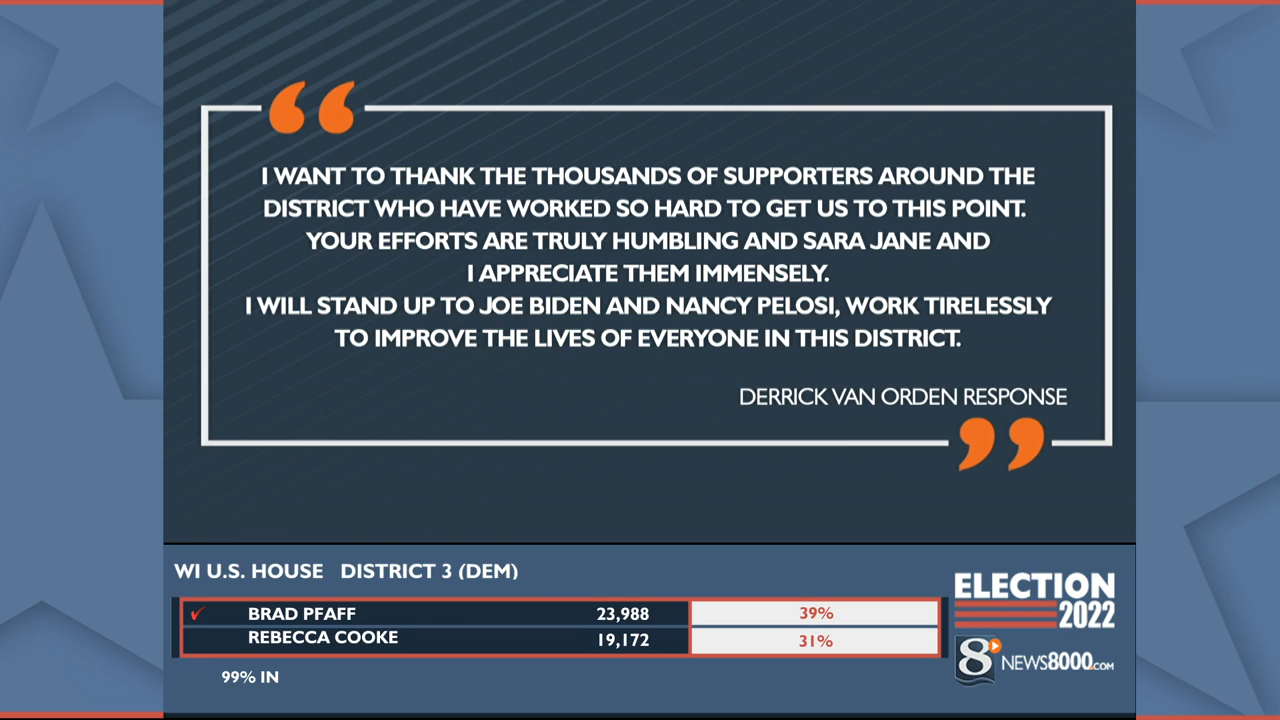 “
I WANT TO THANK THE THOUSANDS OF SUPPORTERS AROUND THE
DISTRICT WHO HAVE WORKED SO HARD TO GET US TO THIS POINT.
YOUR EFFORTS ARE TRULY HUMBLING AND SARA JANE AND
I APPRECIATE THEM IMMENSELY.
I WILL STAND UP TO JOE BIDEN AND NANCY PELOSI, WORK TIRELESSLY
TO IMPROVE THE LIVES OF EVERYONE IN THIS DISTRICT.
DERRICK VAN ORDEN RESPONSE
”
WI U.S. HOUSE DISTRICT 3 (DEM)
✓ BRAD PFAFF 23,988 39%
REBECCA COOKE 19,172 31%
99% IN
ELECTION
2022
8 NEWS8000.COM